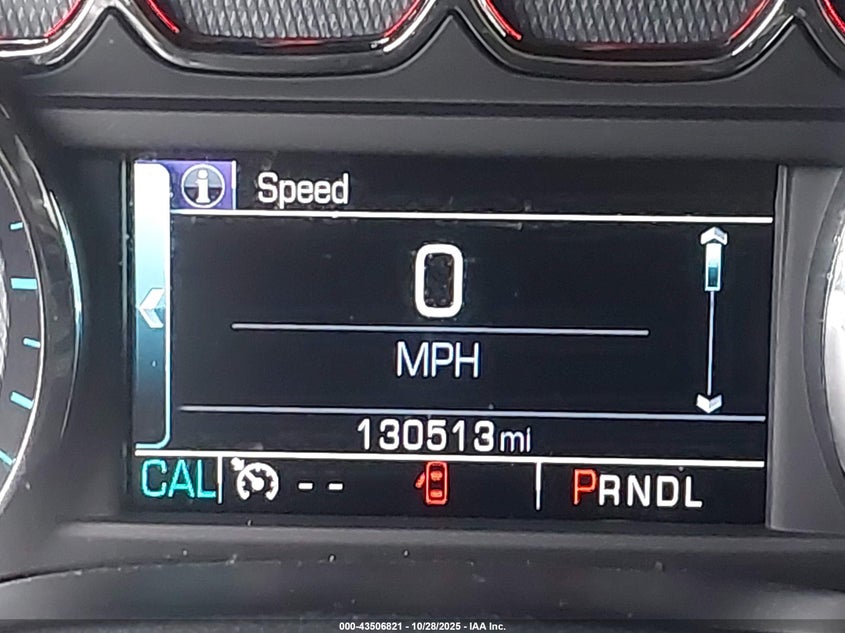 Speed
0
MPH
130513mi
CAL -- PRNDL
000-43506821 - 10/28/2025 - IAA Inc.